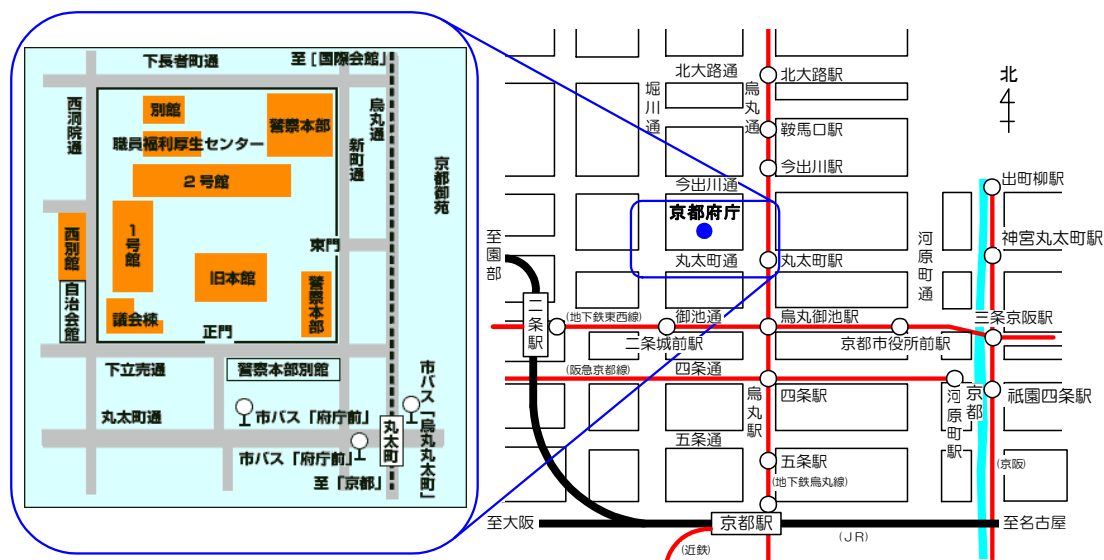 下長者町通
至[国際会館」
西洞院通
別館
警察本部
烏丸通
職員福利厚生センター
新町通
2号館
京都御苑
1号館
西別館
東門
旧本館
自治会館
議会棟
警察本部
正門
下立売通
警察本部別館
丸太町通
市バス「府庁前」
市バス「烏丸丸太町」
丸太町
市バス「府庁前」
至「京都」
北大路通
北大路駅
堀川通
烏丸通
北
鞍馬口駅
今出川駅
今出川通
出町柳駅
京都府庁
至園部
河原町通
神宮丸太町駅
丸太町通
丸太町駅
二条駅
(地下鉄東西線)
御池通
烏丸御池駅
三条京阪駅
二条城前駅
京都市役所前駅
(阪急京都線)
四条通
烏丸駅
四条駅
京都河原町駅
祇園四条駅
五条通
五条駅
(京阪)
(地下鉄烏丸線)
至大阪
京都駅
至名古屋
(JR)
(近鉄)